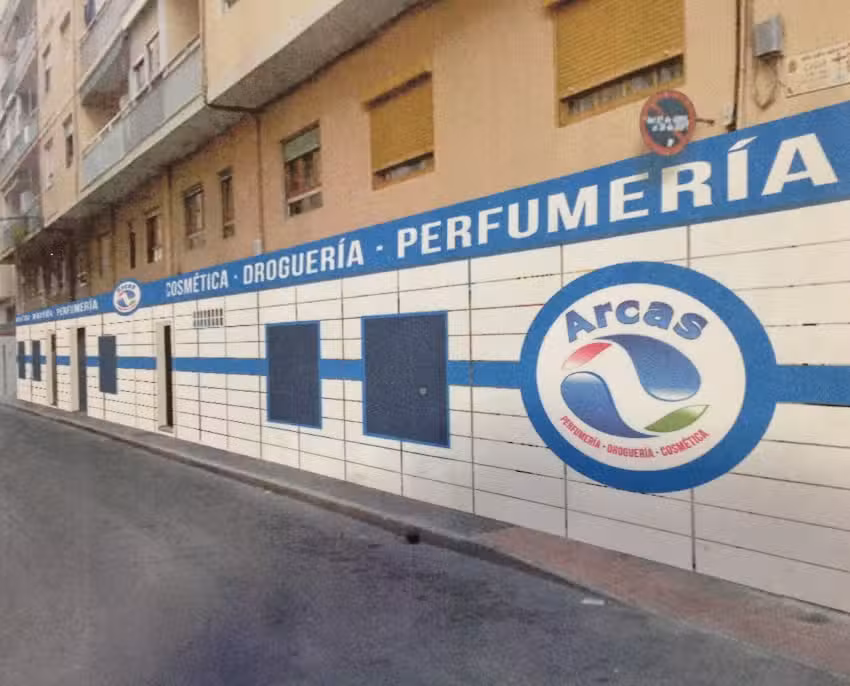 COSMÉTICA · DROGUERÍA · PERFUMERÍA
PERFUMERÍA
Arcas
PERFUMERÍA · DROGUERÍA · COSMÉTICA